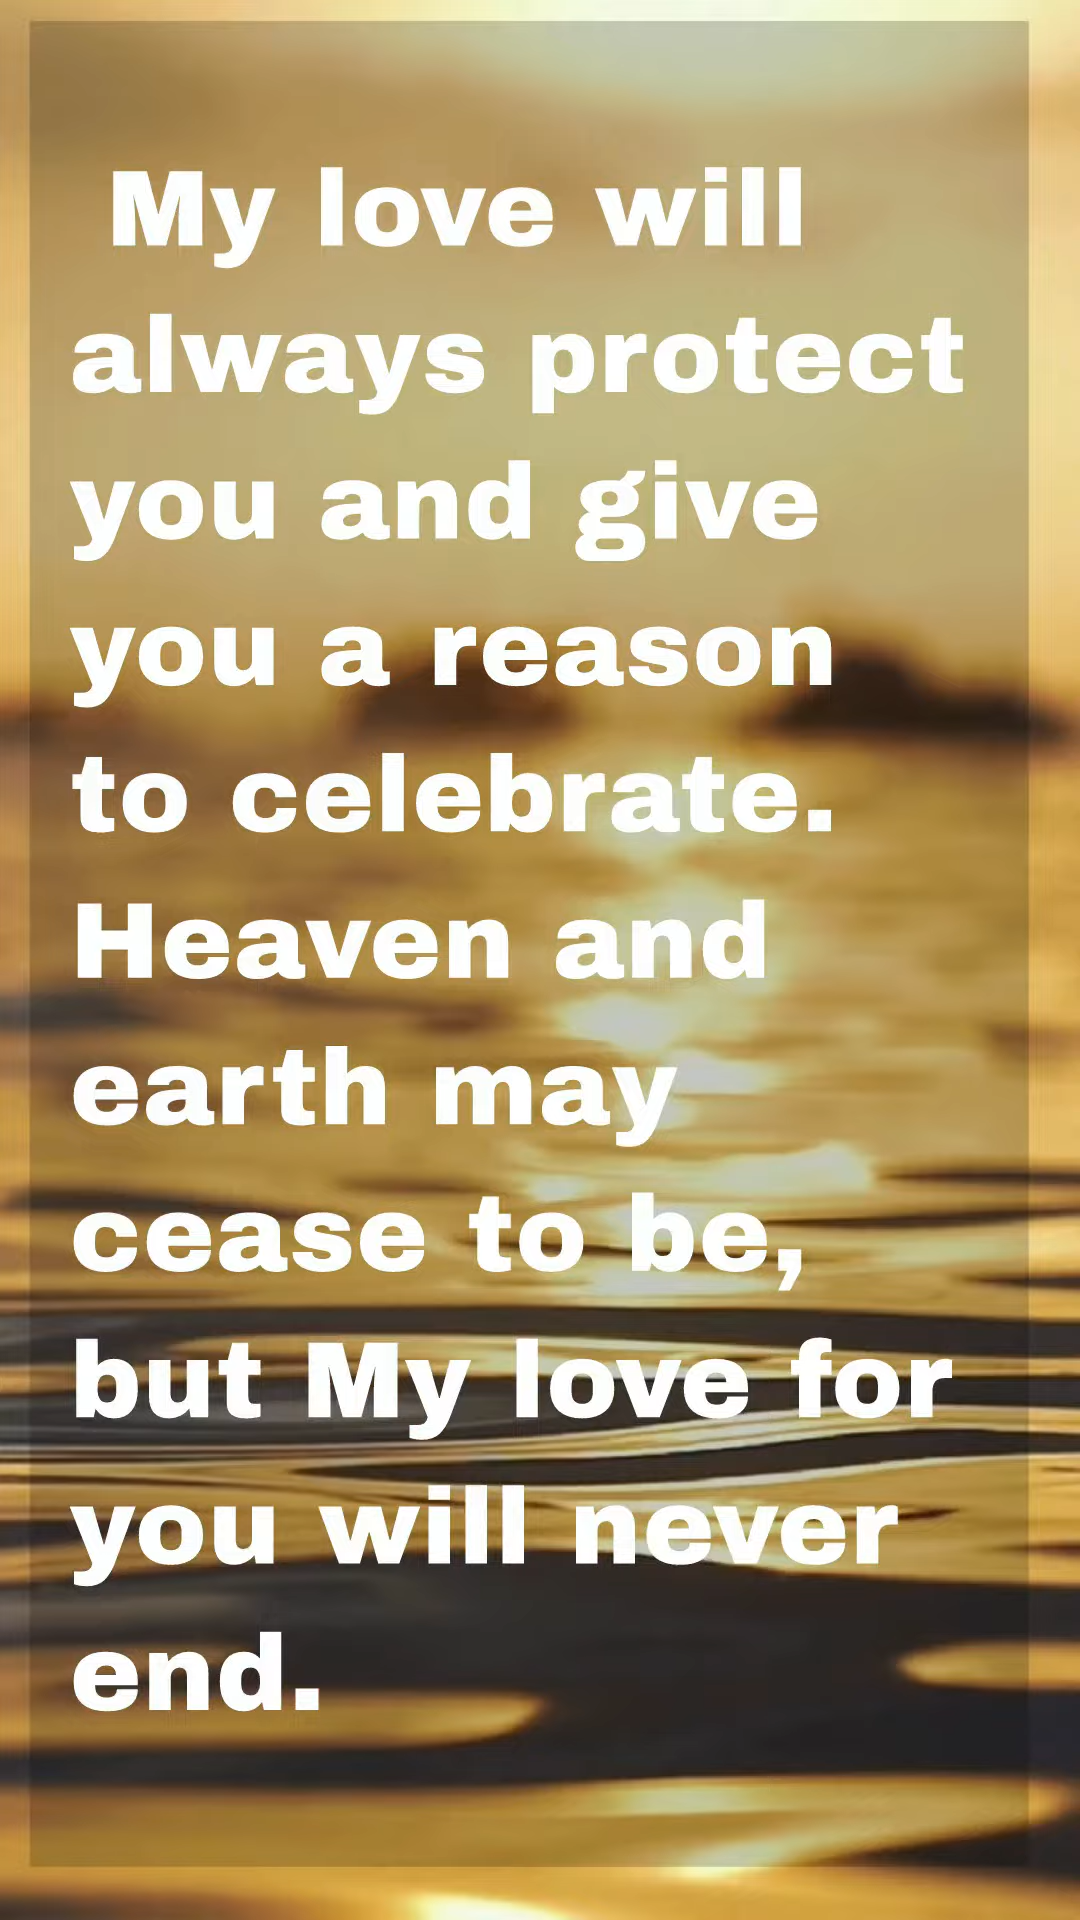 My love will
always protect
you and give
you a reason
to celebrate.
Heaven and
earth may
cease to be,
but My love for
you will never
end.